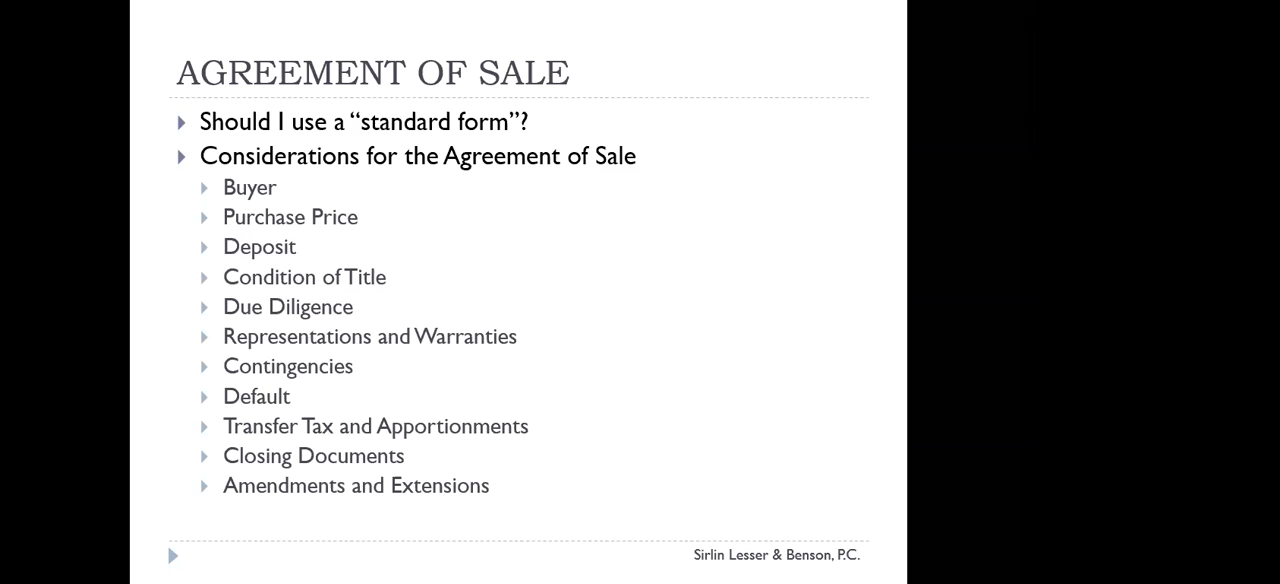 AGREEMENT OF SALE
Should I use a “standard form”?
Considerations for the Agreement of Sale
Buyer
Purchase Price
Deposit
Condition of Title
Due Diligence
Representations and Warranties
Contingencies
Default
Transfer Tax and Apportionments
Closing Documents
Amendments and Extensions
Sirlin Lesser & Benson, P.C.